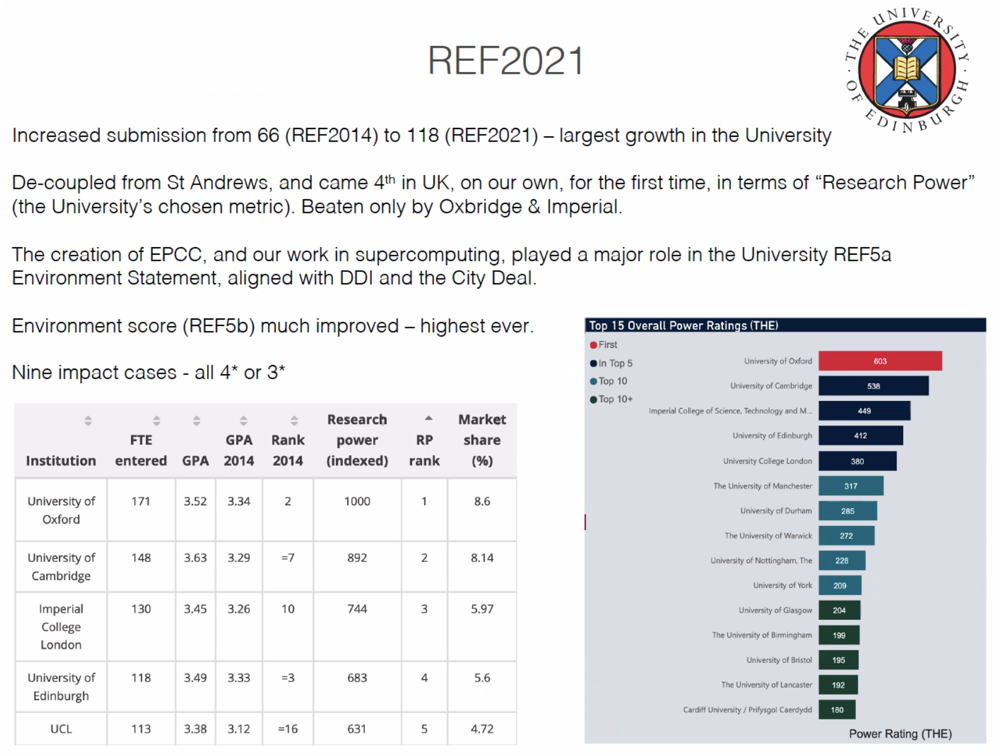 REF2021
THE UNIVERSITY OF EDINBURGH
Increased submission from 66 (REF2014) to 118 (REF2021) – largest growth in the University
De-coupled from St Andrews, and came 4th in UK, on our own, for the first time, in terms of “Research Power”
(the University’s chosen metric). Beaten only by Oxbridge & Imperial.
The creation of EPCC, and our work in supercomputing, played a major role in the University REF5a
Environment Statement, aligned with DDI and the City Deal.
Environment score (REF5b) much improved – highest ever.
Nine impact cases - all 4* or 3*
Institution
FTE
entered
GPA
GPA
2014
Rank
2014
Research
power
(indexed)
RP
rank
Market
share
(%)
University of
Oxford
171
3.52
3.34
2
1000
1
8.6
University of
Cambridge
148
3.63
3.29
=7
892
2
8.14
Imperial
College
London
130
3.45
3.26
10
744
3
5.97
University of
Edinburgh
118
3.49
3.33
=3
683
4
5.6
UCL
113
3.38
3.12
=16
631
5
4.72
Top 15 Overall Power Ratings (THE)
First
In Top 5
Top 10
Top 10+
University of Oxford 603
University of Cambridge 538
Imperial College of Science, Technology and M... 449
University of Edinburgh 412
University College London 380
The University of Manchester 317
University of Durham 285
The University of Warwick 272
University of Nottingham, The 228
University of York 209
University of Glasgow 204
The University of Birmingham 199
University of Bristol 195
The University of Lancaster 192
Cardiff University / Prifysgol Caerdydd 180
Power Rating (THE)